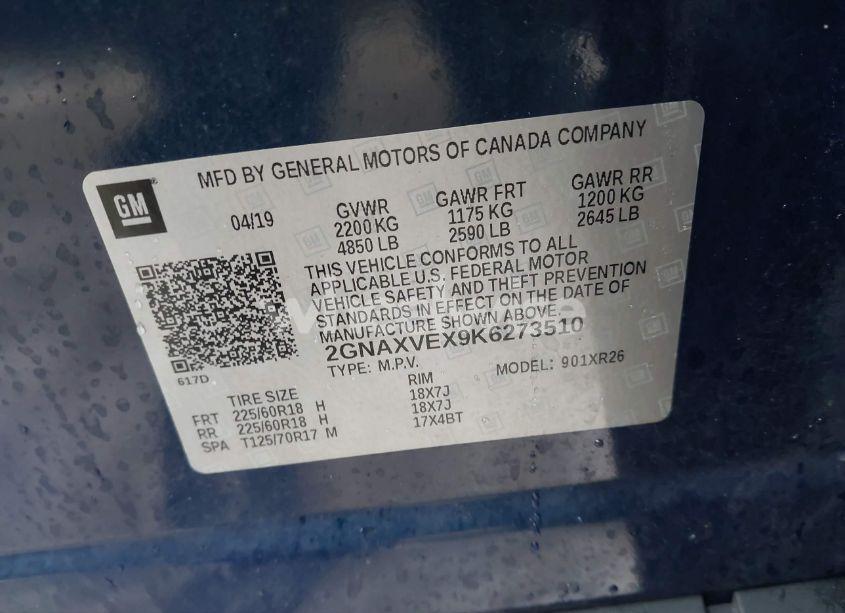 MFD BY GENERAL MOTORS OF CANADA COMPANY
GM
04/19
GVWR
2200 KG
4850 LB
GAWR FRT
1175 KG
2590 LB
GAWR RR
1200 KG
2645 LB
THIS VEHICLE CONFORMS TO ALL
APPLICABLE U.S. FEDERAL MOTOR
VEHICLE SAFETY AND THEFT PREVENTION
STANDARDS IN EFFECT ON THE DATE OF
MANUFACTURE SHOWN ABOVE.
2GNAXVEX9K6273510
TYPE: M.P.V. MODEL: 901XR26
617D
TIRE SIZE RIM
FRT 225/60R18 H 18X7J
RR 225/60R18 H 18X7J
SPA T125/70R17 M 17X4BT